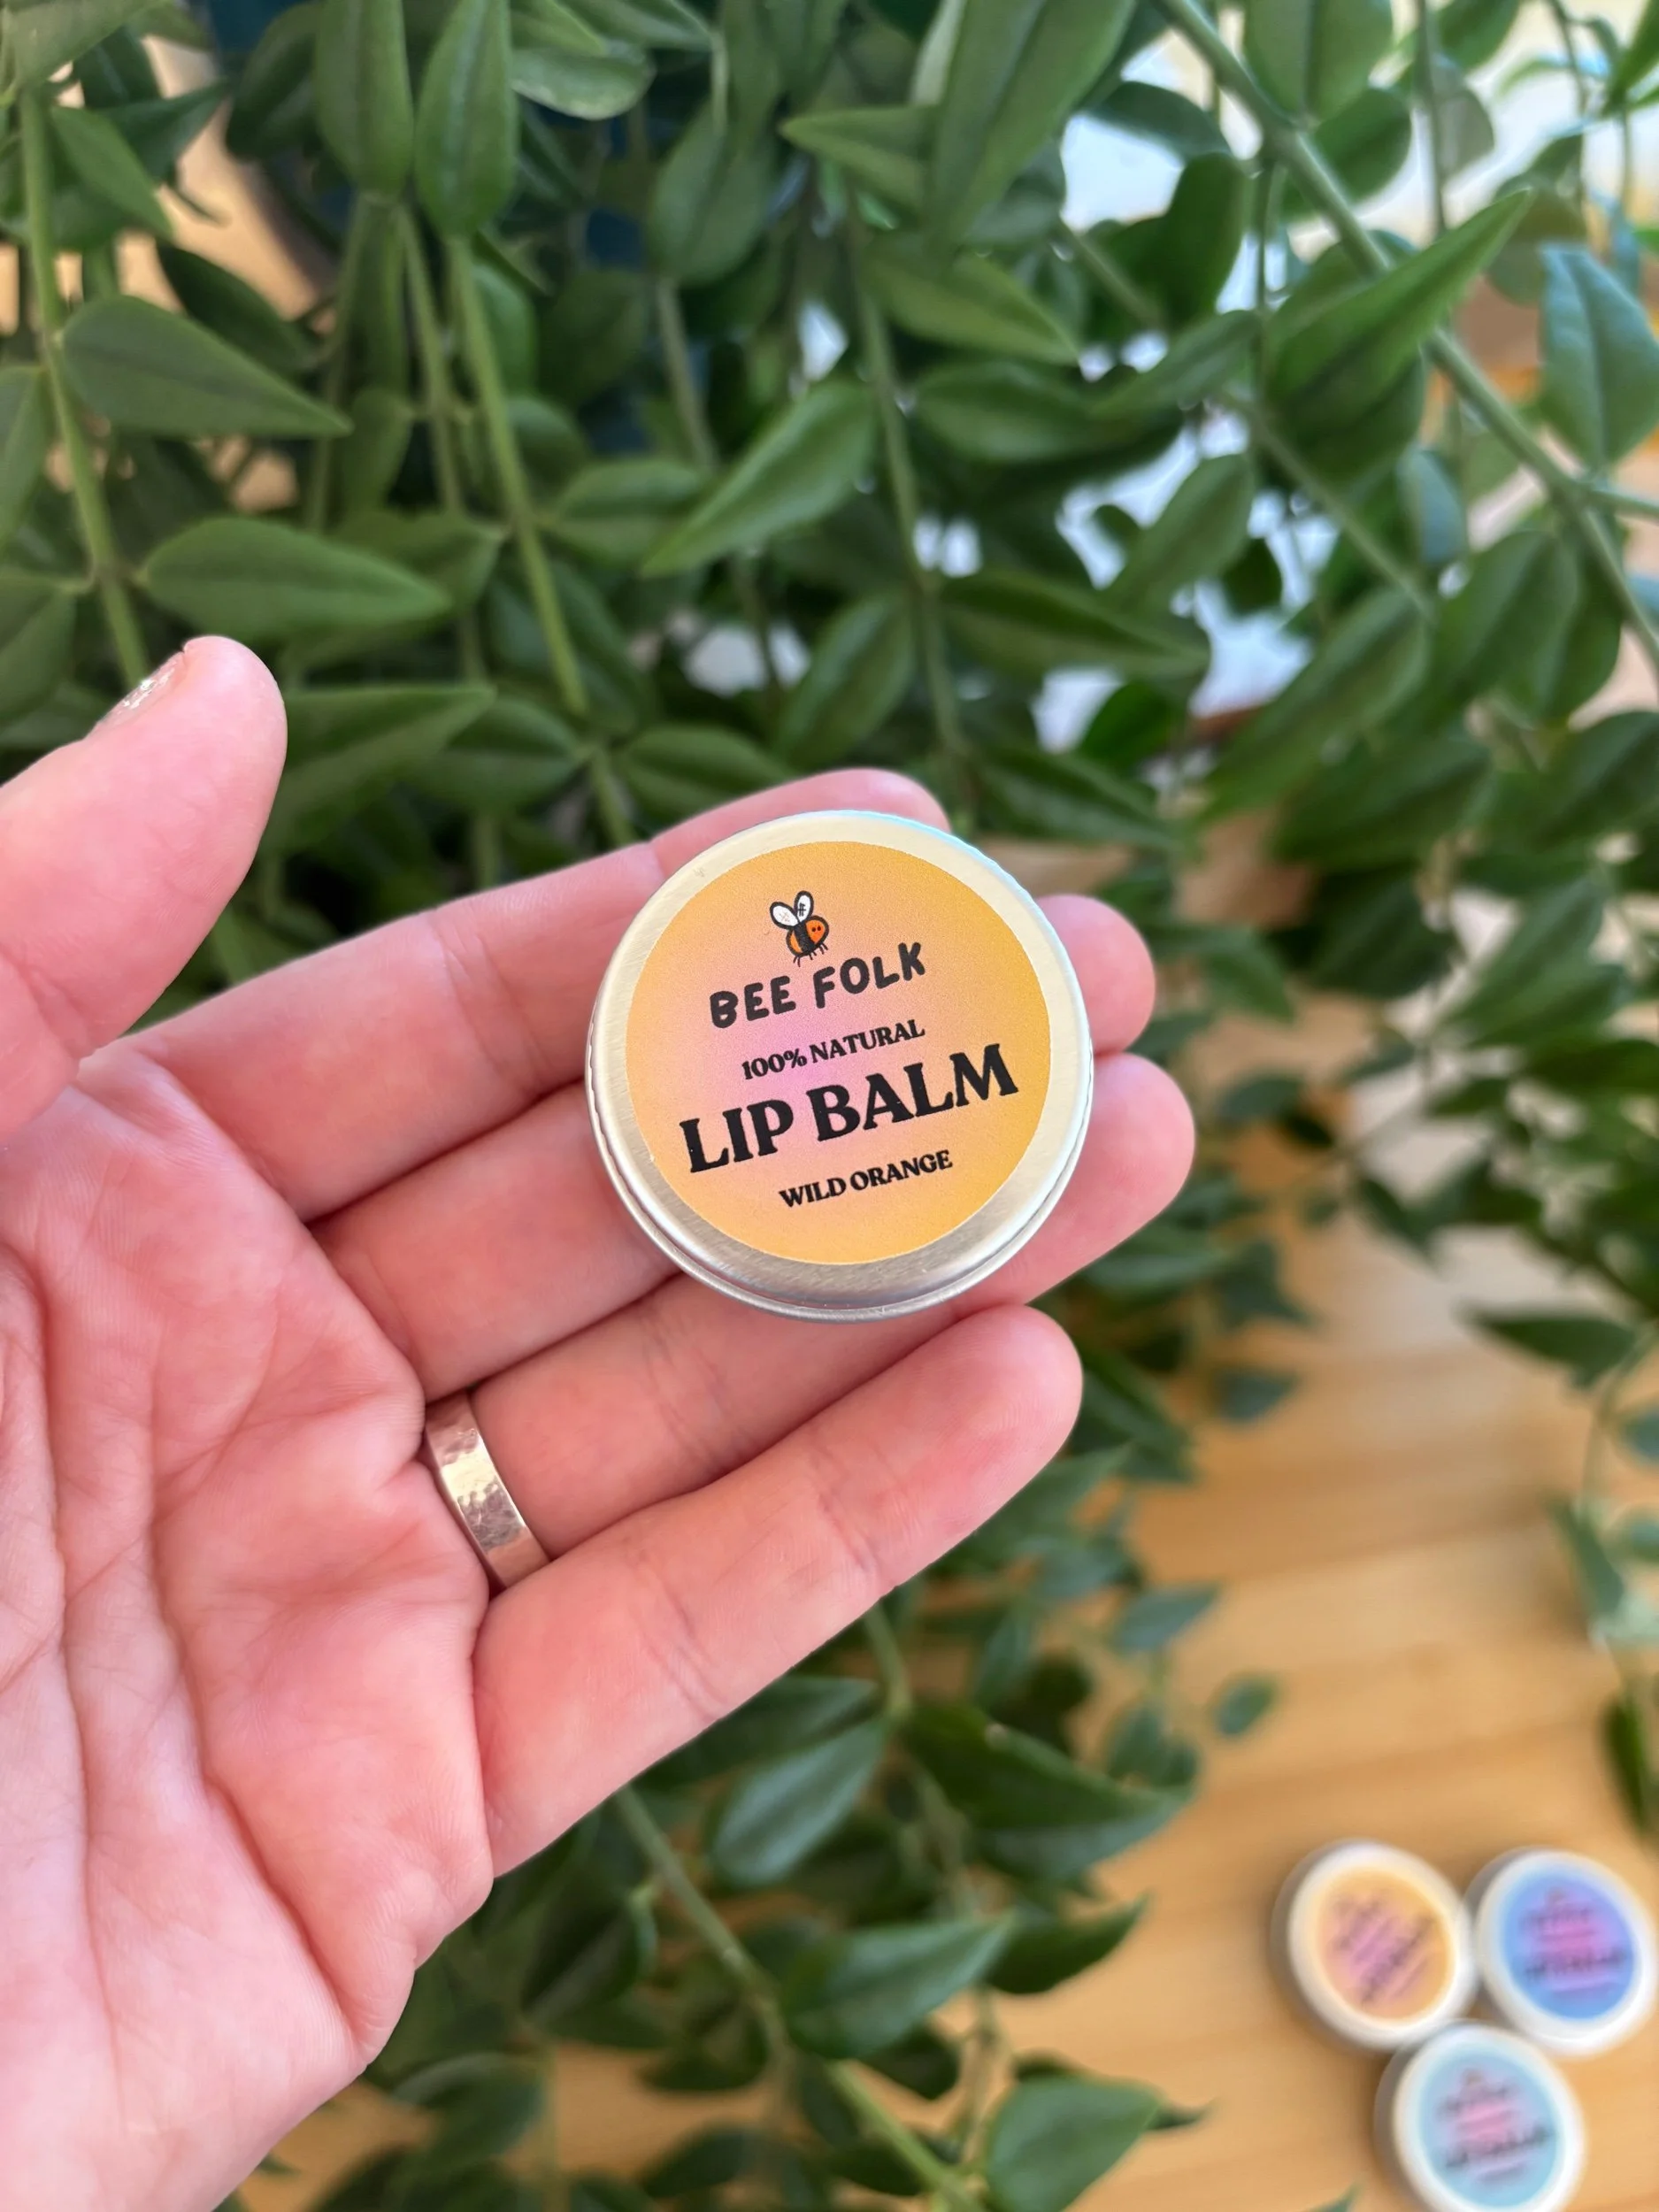 BEE FOLK
100% NATURAL
LIP BALM
WILD ORANGE